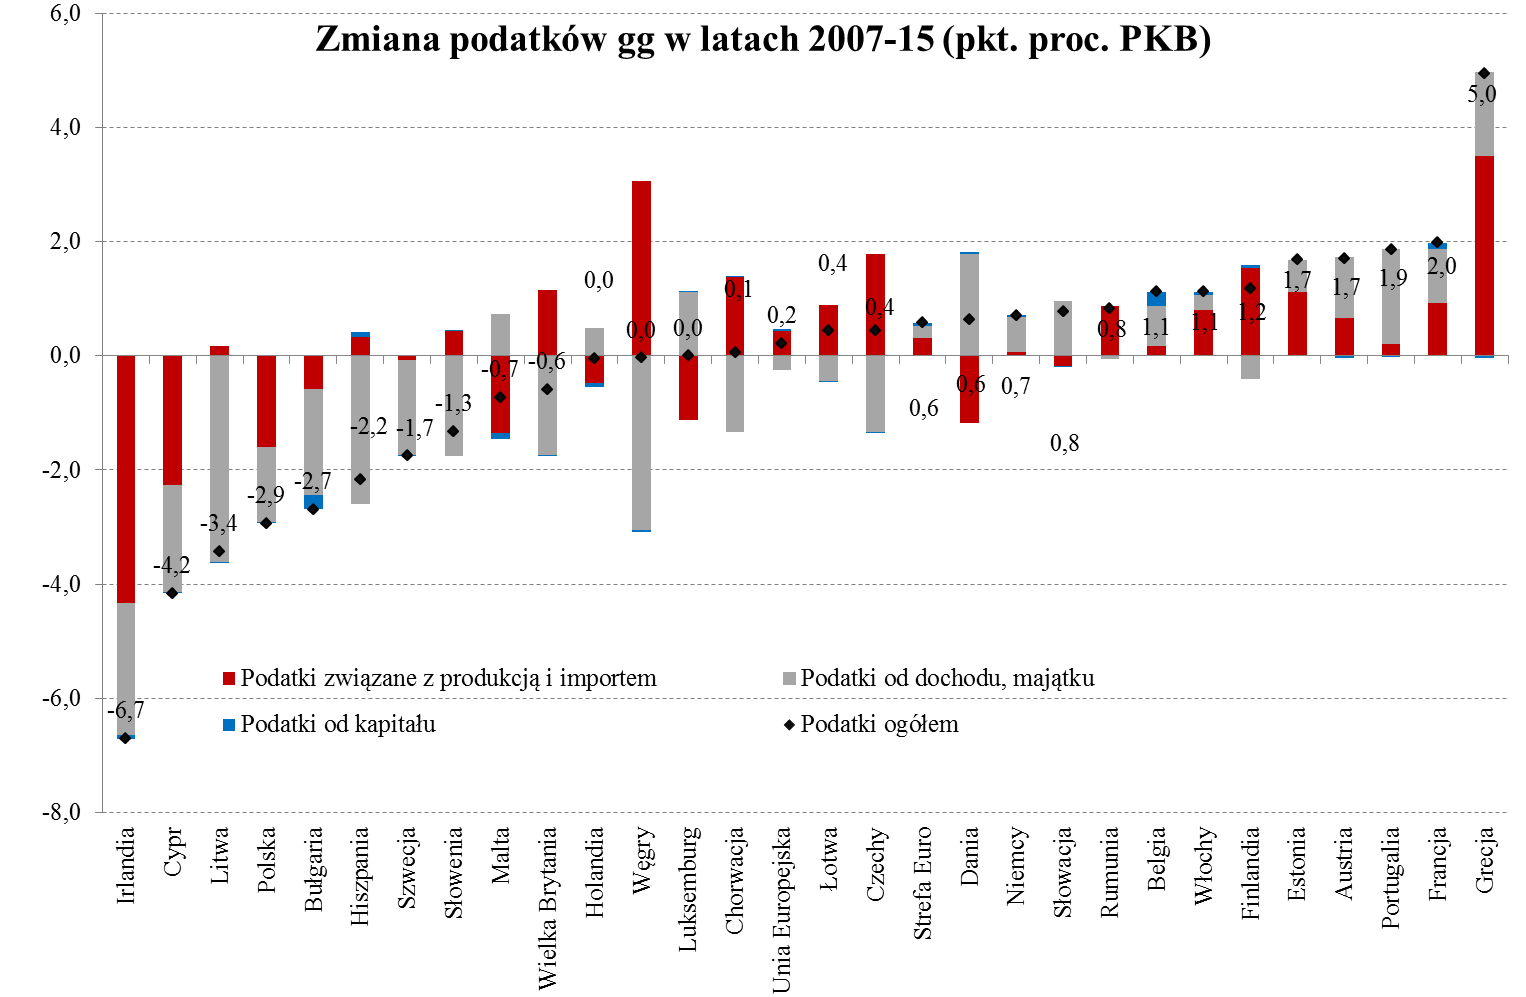 Zmiana podatków gg w latach 2007-15 (pkt. proc. PKB)
6,0
4,0
2,0
0,0
-2,0
-4,0
-6,0
-8,0
-6,7
-4,2
-3,4
-2,9
-2,7
-2,2
-1,7
-1,3
-0,7
-0,6
0,0
0,0
0,0
0,1
0,2
0,4
0,4
0,6
0,6
0,7
0,8
0,8
1,1
1,1
1,2
1,7
1,7
1,9
2,0
5,0
Podatki związane z produkcją i importem
Podatki od dochodu, majątku
Podatki od kapitału
Podatki ogółem
Irlandia
Cypr
Litwa
Polska
Bułgaria
Hiszpania
Szwecja
Słowenia
Malta
Wielka Brytania
Holandia
Węgry
Luksemburg
Chorwacja
Unia Europejska
Łotwa
Czechy
Strefa Euro
Dania
Niemcy
Słowacja
Rumunia
Belgia
Włochy
Finlandia
Estonia
Austria
Portugalia
Francja
Grecja